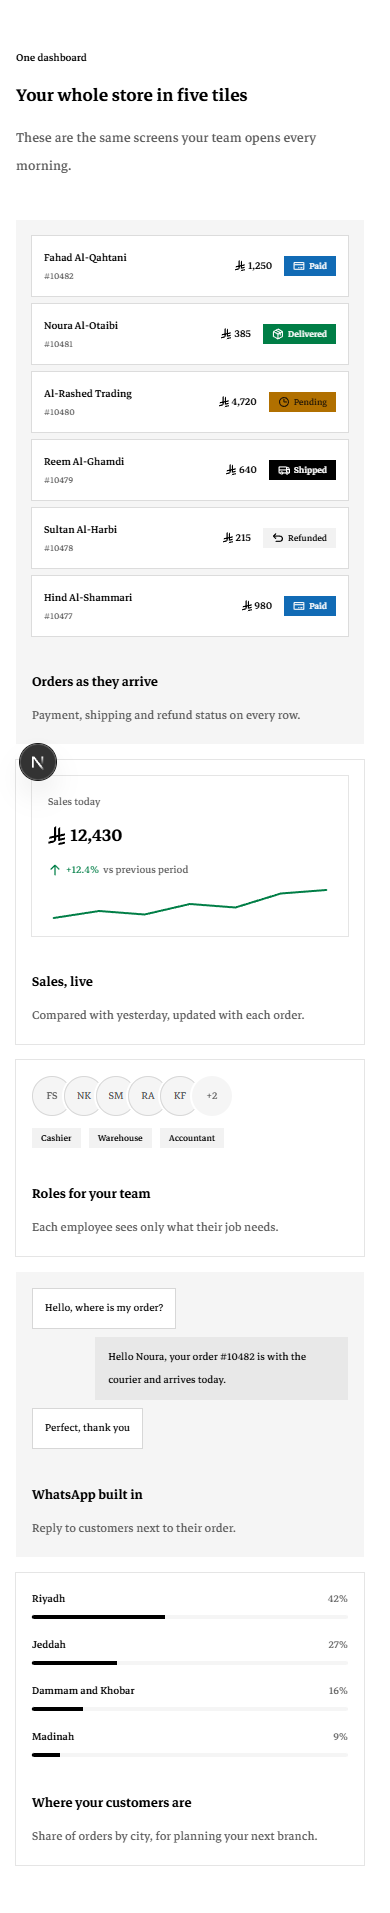 One dashboard
Your whole store in five tiles
These are the same screens your team opens every
morning.
Fahad Al-Qahtani
#10482
⃁ 1,250
Paid
Noura Al-Otaibi
#10481
⃁ 385
Delivered
Al-Rashed Trading
#10480
⃁ 4,720
Pending
Reem Al-Ghamdi
#10479
⃁ 640
Shipped
Sultan Al-Harbi
#10478
⃁ 215
Refunded
Hind Al-Shammari
#10477
⃁ 980
Paid
Orders as they arrive
Payment, shipping and refund status on every row.
N
Sales today
⃁ 12,430
+12.4% vs previous period
Sales, live
Compared with yesterday, updated with each order.
FS NK SM RA KF +2
Cashier Warehouse Accountant
Roles for your team
Each employee sees only what their job needs.
Hello, where is my order?
Hello Noura, your order #10482 is with the
courier and arrives today.
Perfect, thank you
WhatsApp built in
Reply to customers next to their order.
Riyadh 42%
Jeddah 27%
Dammam and Khobar 16%
Madinah 9%
Where your customers are
Share of orders by city, for planning your next branch.